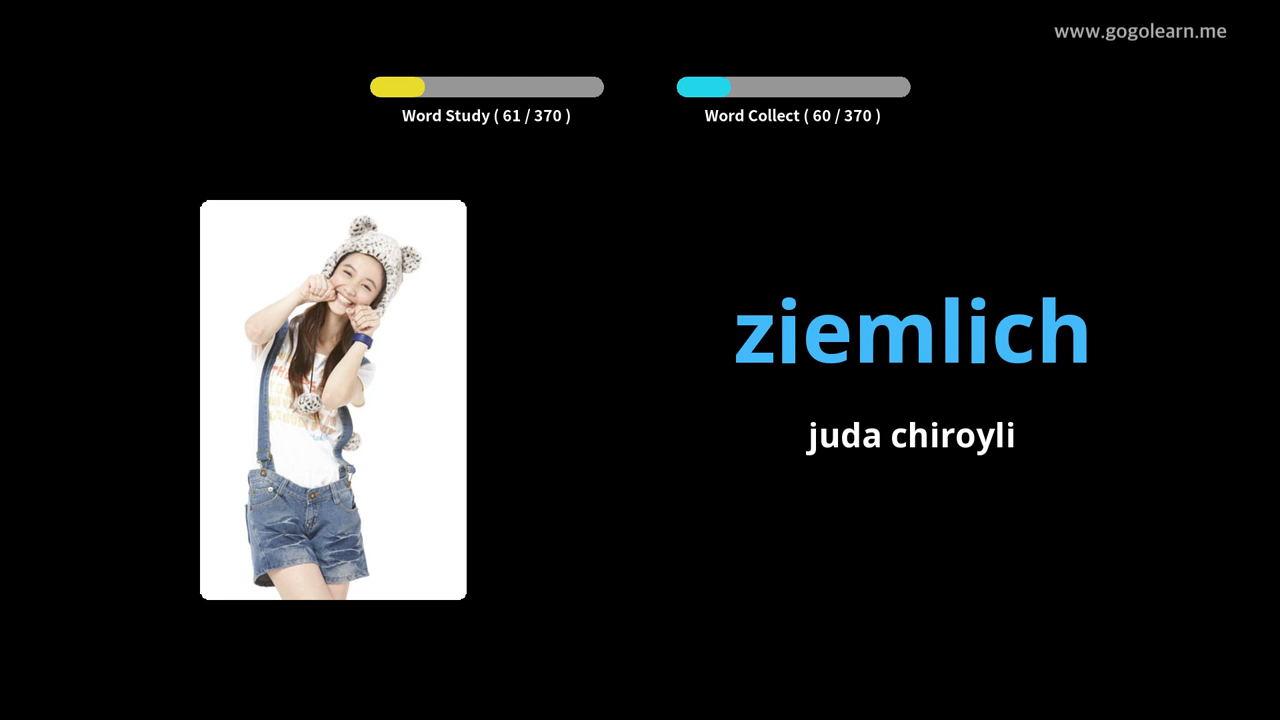 www.gogolearn.me
Word Study ( 61 / 370 )
Word Collect ( 60 / 370 )
ziemlich
juda chiroyli